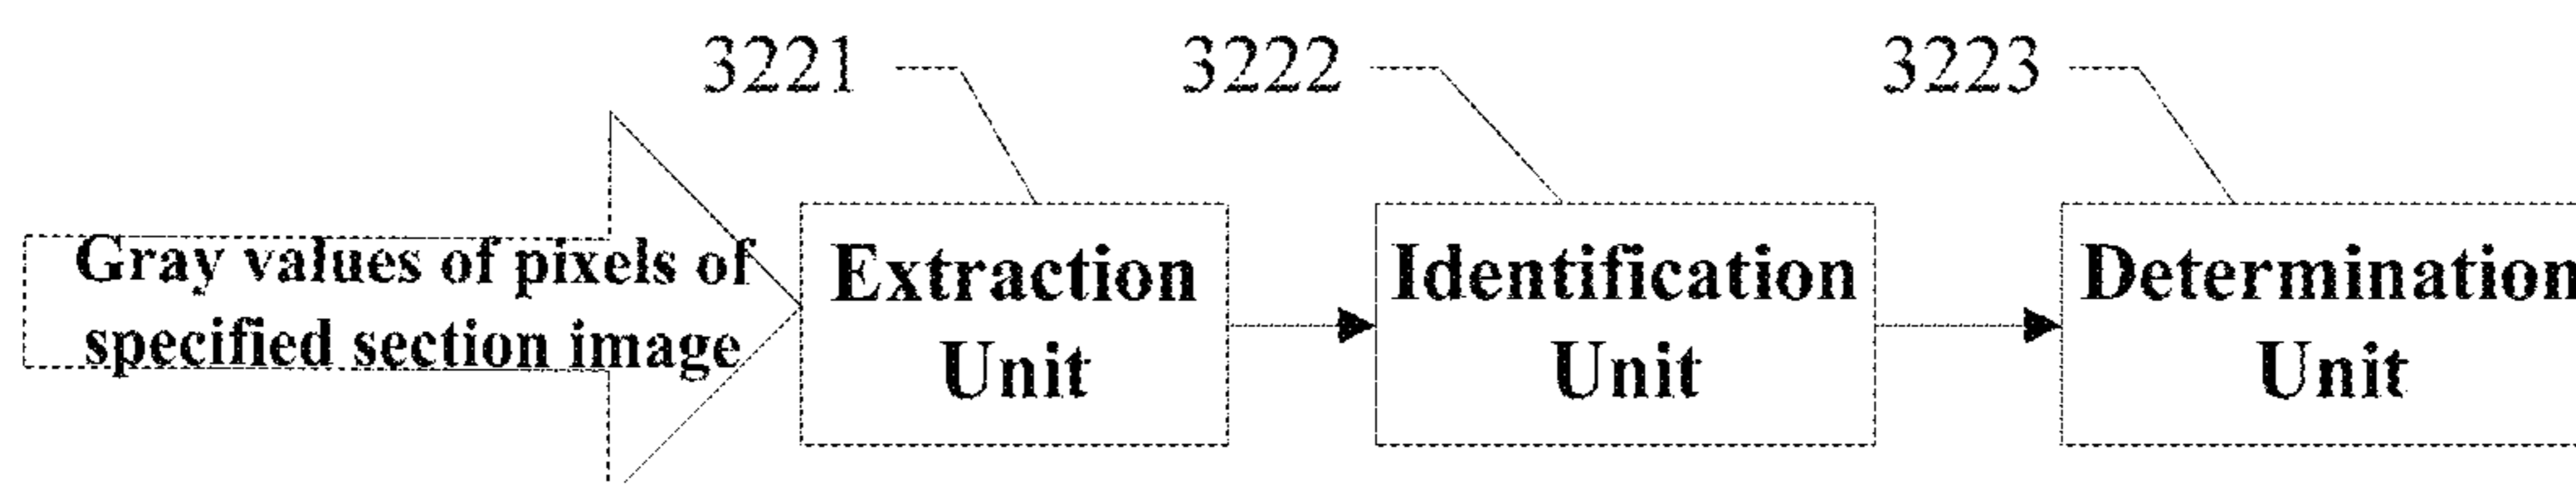 3221
3222
3223
Gray values of pixels of
specified section image
Extraction
Unit
Identification
Unit
Determination
Unit